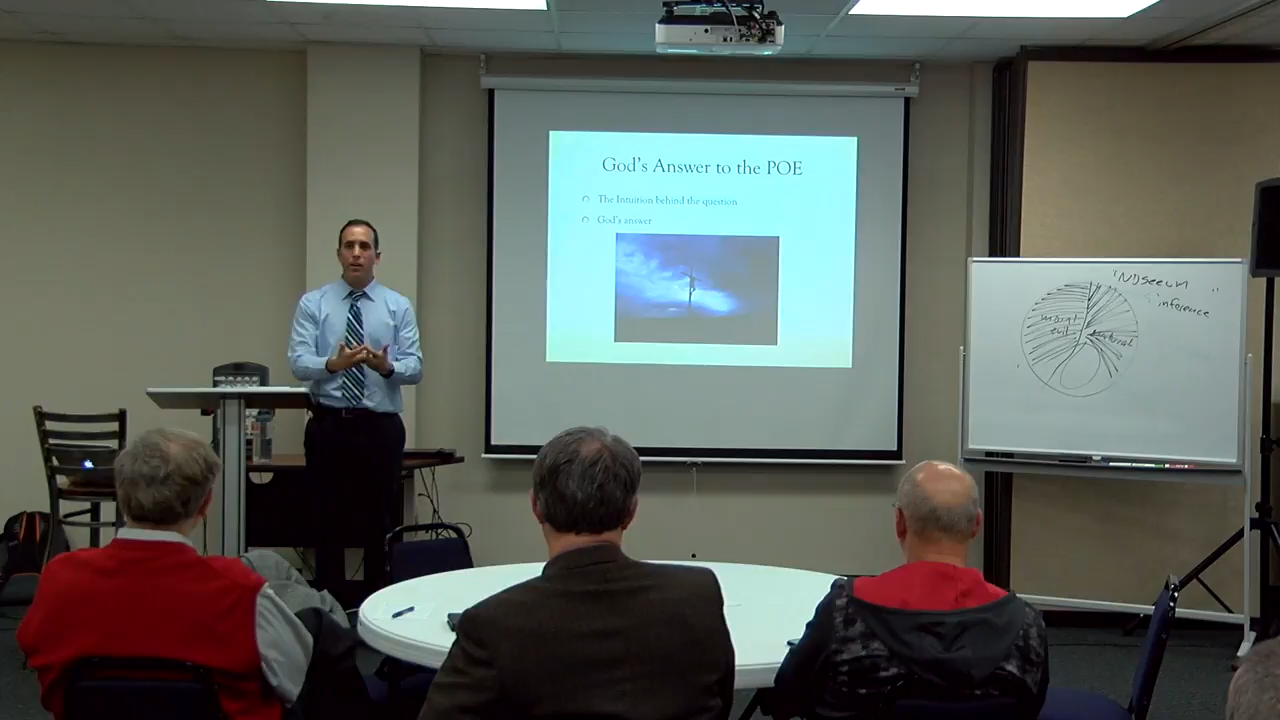 God's Answer to the POE
The Intuition behind the question
God's answer
"Noseeum"
inference
moral
evil
natural